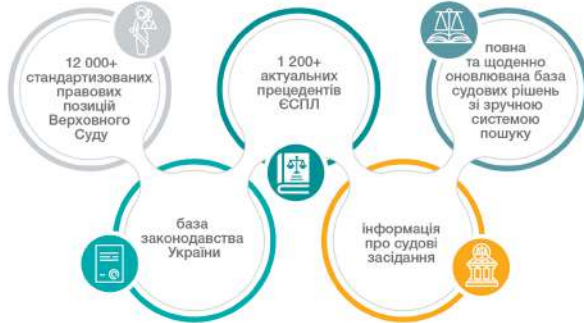 12 000+
стандартизованих
правових
позицій
Верховного
Суду
1 200+
актуальних
прецедентів
ЄСПЛ
повна
та щоденно
оновлювана база
судових рішень
зі зручною
системою
пошуку
база
законодавства
України
інформація
про судові
засідання